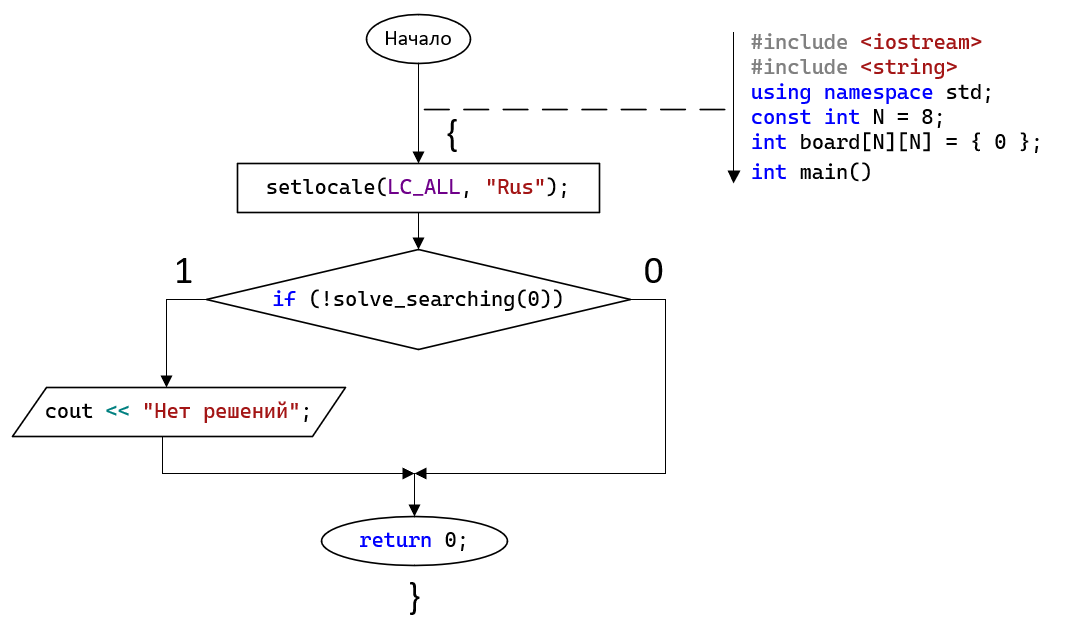 Начало
#include <iostream>
#include <string>
using namespace std;
const int N = 8;
int board[N][N] = { 0 };
int main()
{
setlocale(LC_ALL, "Rus");
1
0
if (!solve_searching(0))
cout << "Нет решений";
return 0;
}